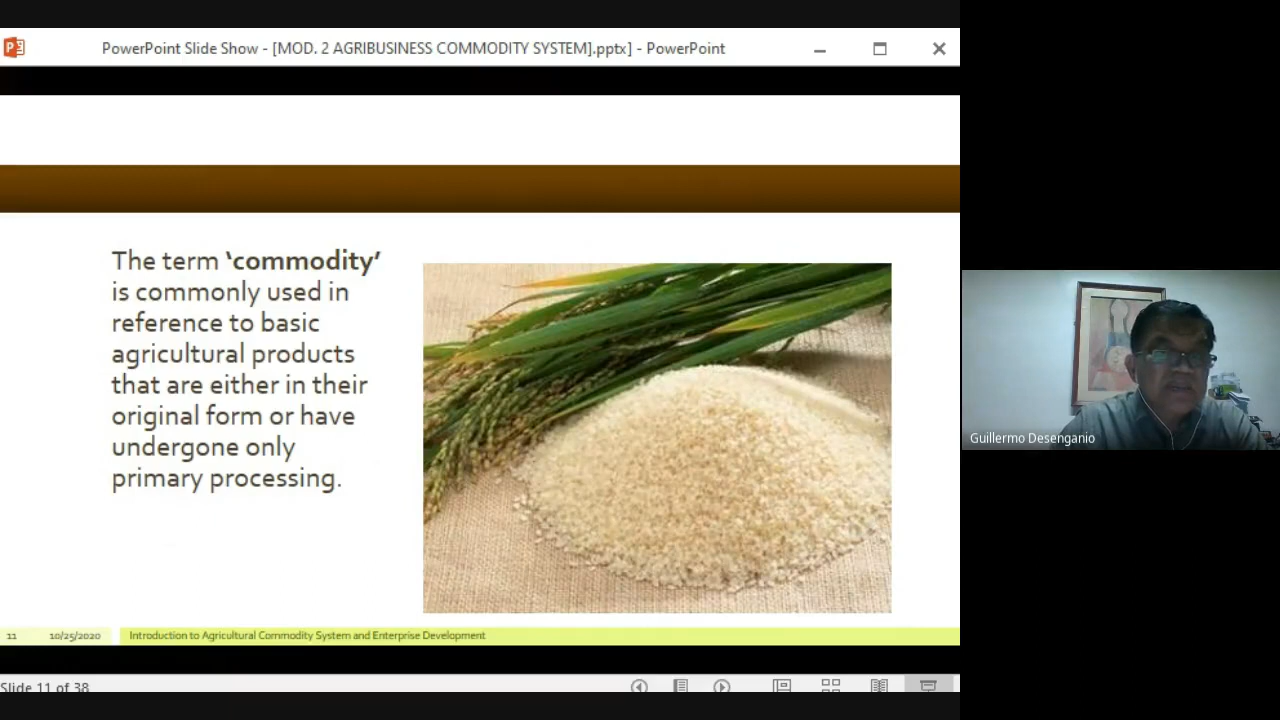 PowerPoint Slide Show - [MOD. 2 AGRIBUSINESS COMMODITY SYSTEM].pptx] - PowerPoint
The term ‘commodity’
is commonly used in
reference to basic
agricultural products
that are either in their
original form or have
undergone only
primary processing.
Guillermo Desenganio
11 10/25/2020 Introduction to Agricultural Commodity System and Enterprise Development
Slide 11 of 38